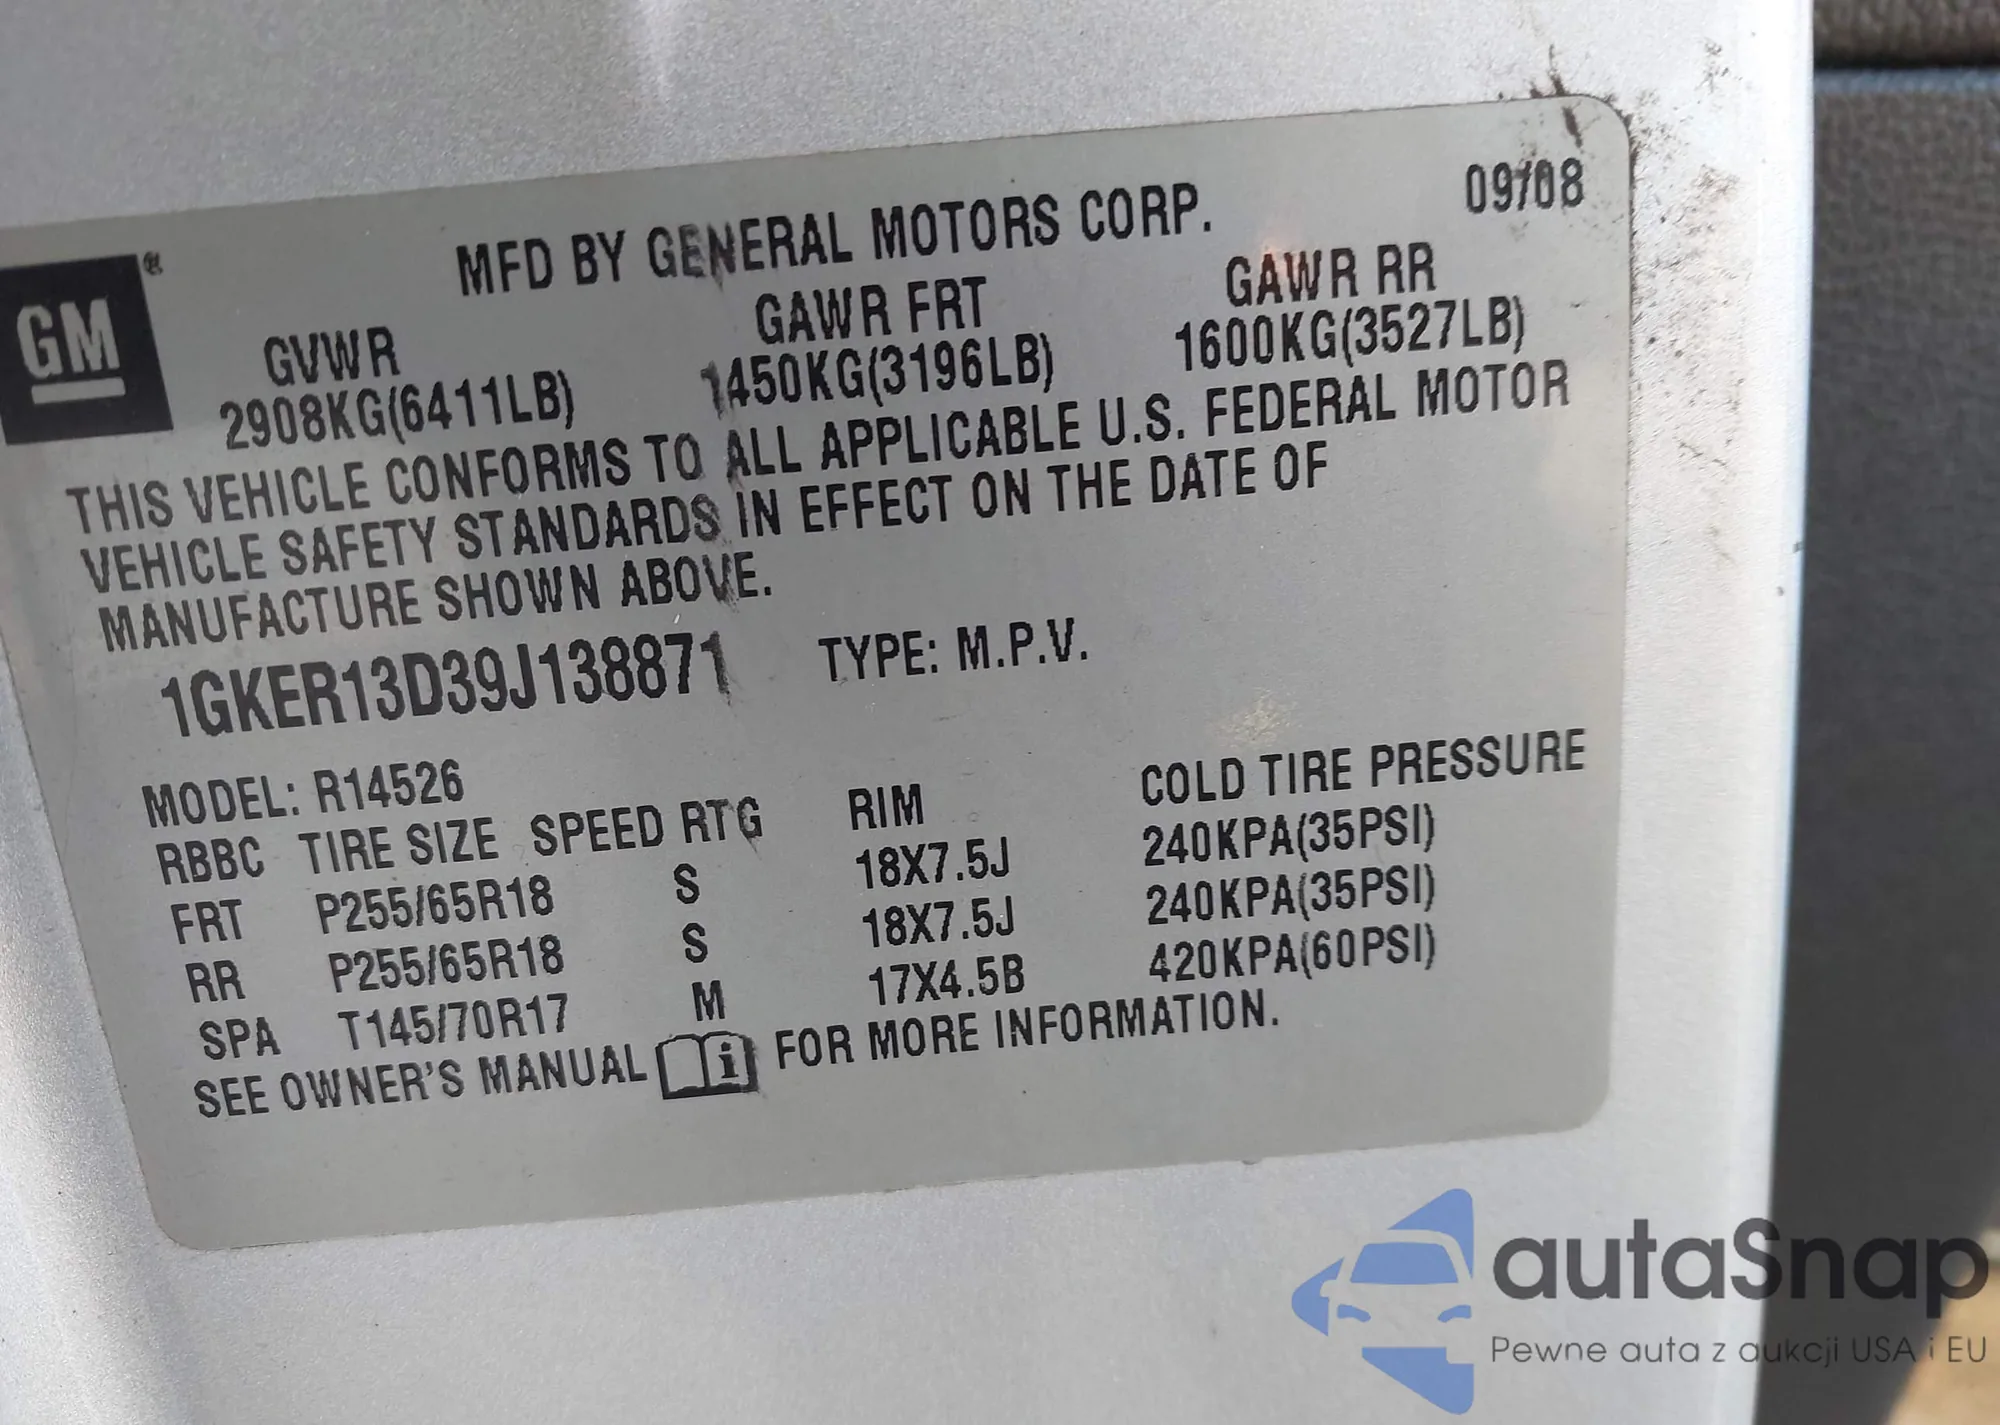 09/08
MFD BY GENERAL MOTORS CORP.
GM®
GVWR GAWR FRT GAWR RR
2908KG(6411LB) 1450KG(3196LB) 1600KG(3527LB)
THIS VEHICLE CONFORMS TO ALL APPLICABLE U.S. FEDERAL MOTOR
VEHICLE SAFETY STANDARDS IN EFFECT ON THE DATE OF
MANUFACTURE SHOWN ABOVE.
1GKER13D39J138871 TYPE: M.P.V.
MODEL: R14526
RBBC TIRE SIZE SPEED RTG RIM COLD TIRE PRESSURE
FRT P255/65R18 S 18X7.5J 240KPA(35PSI)
RR P255/65R18 S 18X7.5J 240KPA(35PSI)
SPA T145/70R17 M 17X4.5B 420KPA(60PSI)
SEE OWNER'S MANUAL i FOR MORE INFORMATION.
autaSnap
Pewne auta z aukcji USA i EU